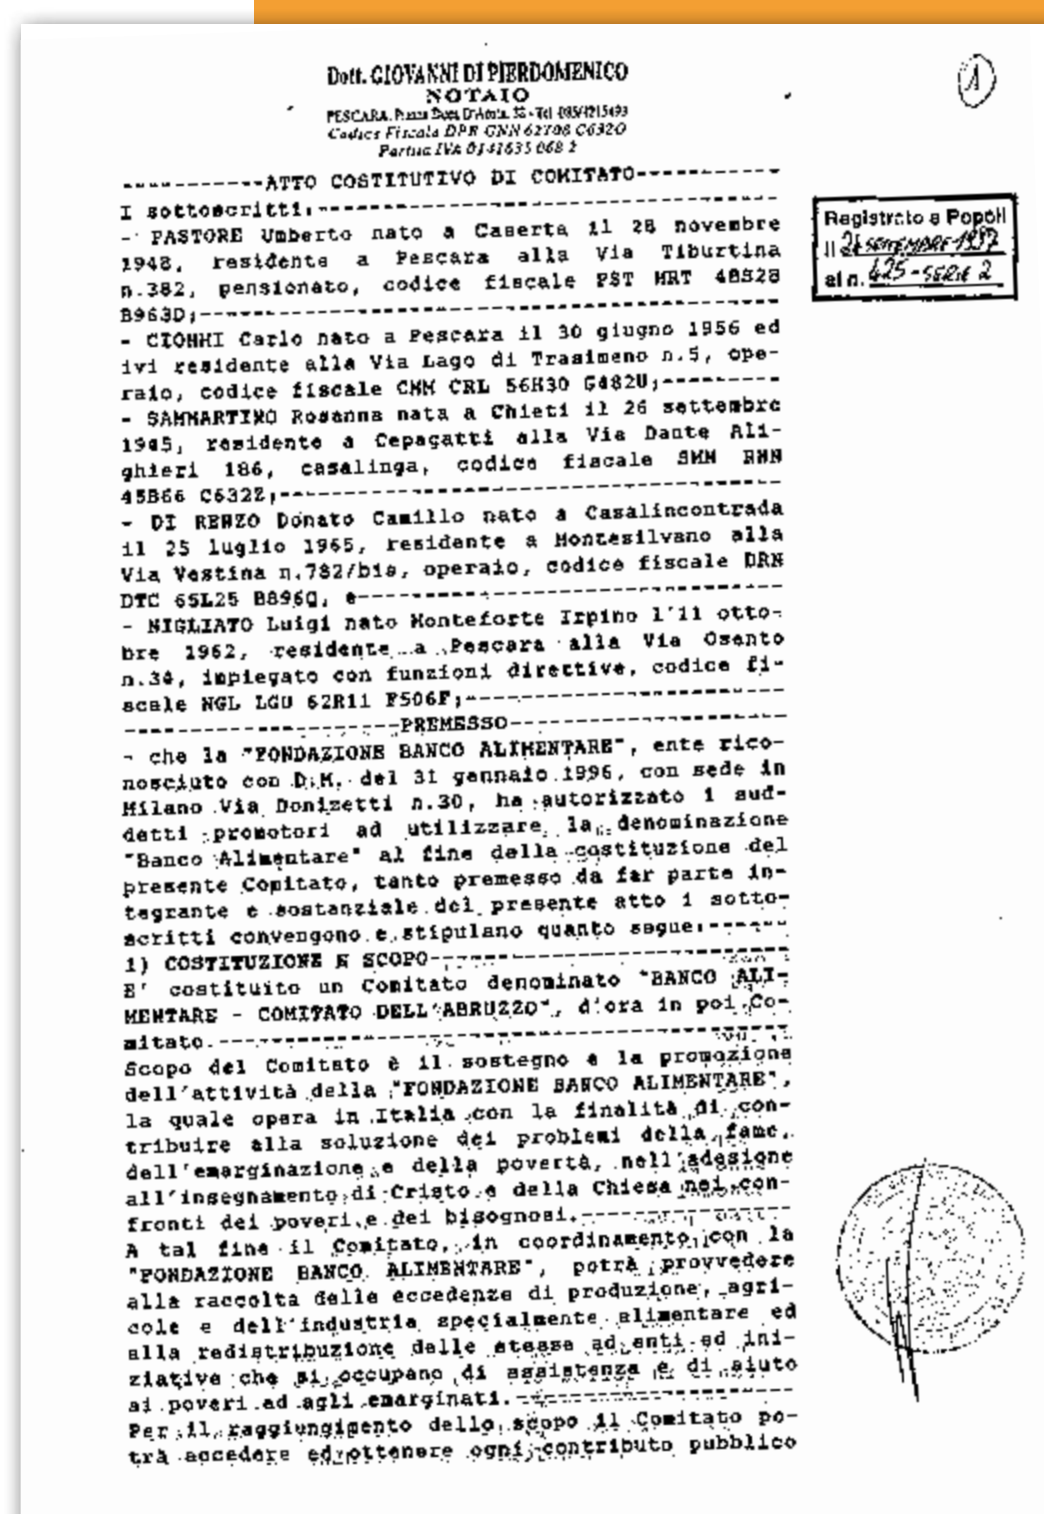 Dott. GIOVANNI DI PIERDOMENICO
NOTAIO
PESCARA,
Codice Fiscale DPR GNN 62T08 C632O
Partita IVA 0141635 068 2
1
------------ATTO COSTITUTIVO DI COMITATO------------
I sottoscritti:------------
Registrato a Popoli
il 21 SETTEMBRE 1997
al n. 425 - SERIE 2
- PASTORE Umberto nato a Caserta il 28 novembre
1948, residente a Pescara alla Via Tiburtina
n.382, pensionato, codice fiscale PST MRT 48S28
B963D;------------
- CIOMMI Carlo nato a Pescara il 30 giugno 1956 ed
ivi residente alla Via Lago di Trasimeno n.5, ope-
raio, codice fiscale CMM CRL 56H30 G482U;---------
- SAMMARTINO Rosanna nata a Chieti il 26 settembre
1945, residente a Cepagatti alla Via Dante Ali-
ghieri 186, casalinga, codice fiscale SMM RNN
45B66 C632Z;------------
- DI RENZO Donato Camillo nato a Casalincontrada
il 25 luglio 1965, residente a Montesilvano alla
Via Vestina n.782/bis, operaio, codice fiscale DRN
DTC 65L25 B896Q, e------------
- NIGLIATO Luigi nato Monteforte Irpino l'11 otto-
bre 1962, residente a Pescara alla Via Osento
n.34, impiegato con funzioni direttive, codice fi-
scale NGL LGU 62R11 F506F;------------
------------PREMESSO------------
- che la "FONDAZIONE BANCO ALIMENTARE", ente rico-
nosciuto con D.M. del 31 gennaio 1996, con sede in
Milano Via Donizetti n.30, ha autorizzato i sud-
detti promotori ad utilizzare la denominazione
"Banco Alimentare" al fine della costituzione del
presente Comitato, tanto premesso da far parte in-
tegrante e sostanziale del presente atto i sotto-
scritti convengono e stipulano quanto segue:------
1) COSTITUZIONE E SCOPO------------
E' costituito un Comitato denominato "BANCO ALI-
MENTARE - COMITATO DELL'ABRUZZO", d'ora in poi Co-
mitato.------------
Scopo del Comitato è il sostegno e la promozione
dell'attività della "FONDAZIONE BANCO ALIMENTARE",
la quale opera in Italia con la finalità di con-
tribuire alla soluzione dei problemi della fame,
dell'emarginazione e della povertà, nell'adesione
all'insegnamento di Cristo e della Chiesa nei con-
fronti dei poveri e dei bisognosi.------------
A tal fine il Comitato, in coordinamento con la
"FONDAZIONE BANCO ALIMENTARE", potrà provvedere
alla raccolta delle eccedenze di produzione, agri-
cole e dell'industria specialmente alimentare ed
alla redistribuzione delle stesse ad enti ed ini-
ziative che si occupano di assistenza e di aiuto
ai poveri ad agli emarginati.------------
Per il raggiungimento dello scopo il Comitato po-
trà accedere ed ottenere ogni contributo pubblico